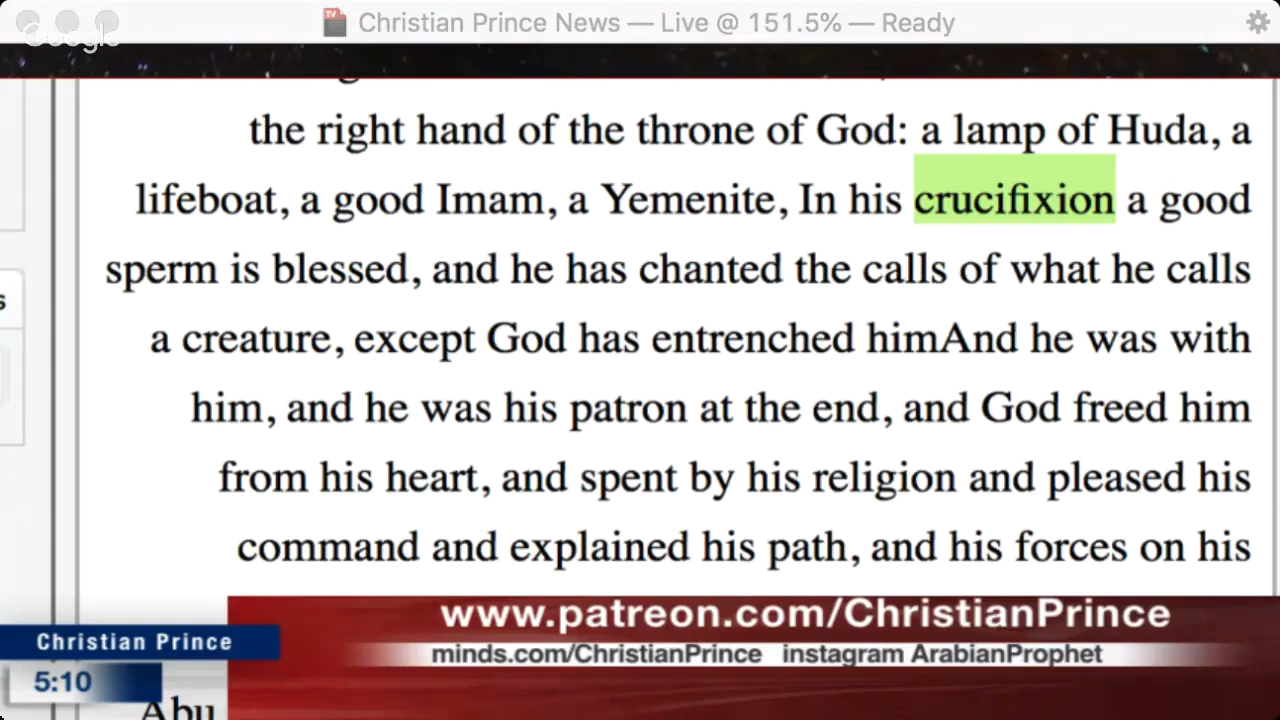 Christian Prince News — Live @ 151.5% — Ready
Google
the right hand of the throne of God: a lamp of Huda, a
lifeboat, a good Imam, a Yemenite, In his crucifixion a good
sperm is blessed, and he has chanted the calls of what he calls
a creature, except God has entrenched himAnd he was with
him, and he was his patron at the end, and God freed him
from his heart, and spent by his religion and pleased his
command and explained his path, and his forces on his
www.patreon.com/ChristianPrince
minds.com/ChristianPrince instagram ArabianProphet
Christian Prince
5:10
Abu